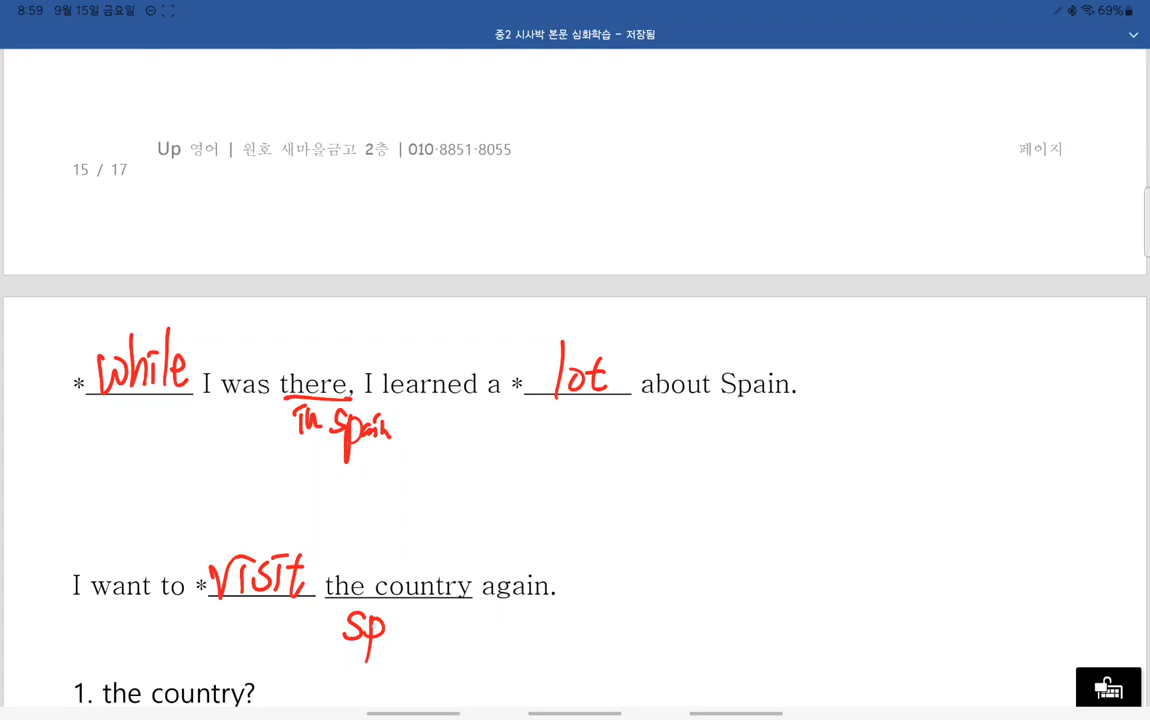 8:59 9월 15일 금요일 69%
중2 시사박 본문 심화학습 - 저장됨
Up 영어 | 원호 새마을금고 2층 | 010·8851·8055 페이지
15 / 17
*while I was there, I learned a *lot about Spain.
in spain
I want to *visit the country again.
sp
1. the country?